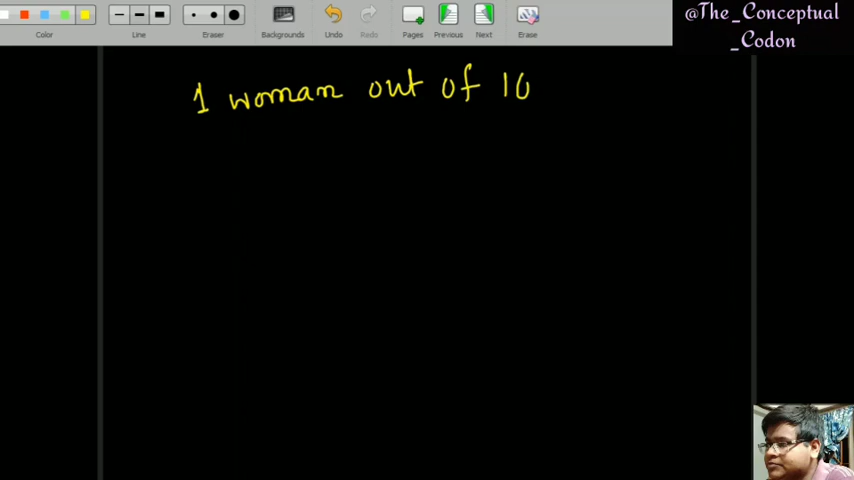 @The_Conceptual
_Codon
Color
Line
Eraser
Backgrounds
Undo
Redo
Pages
Previous
Next
Erase
1 woman out of 10